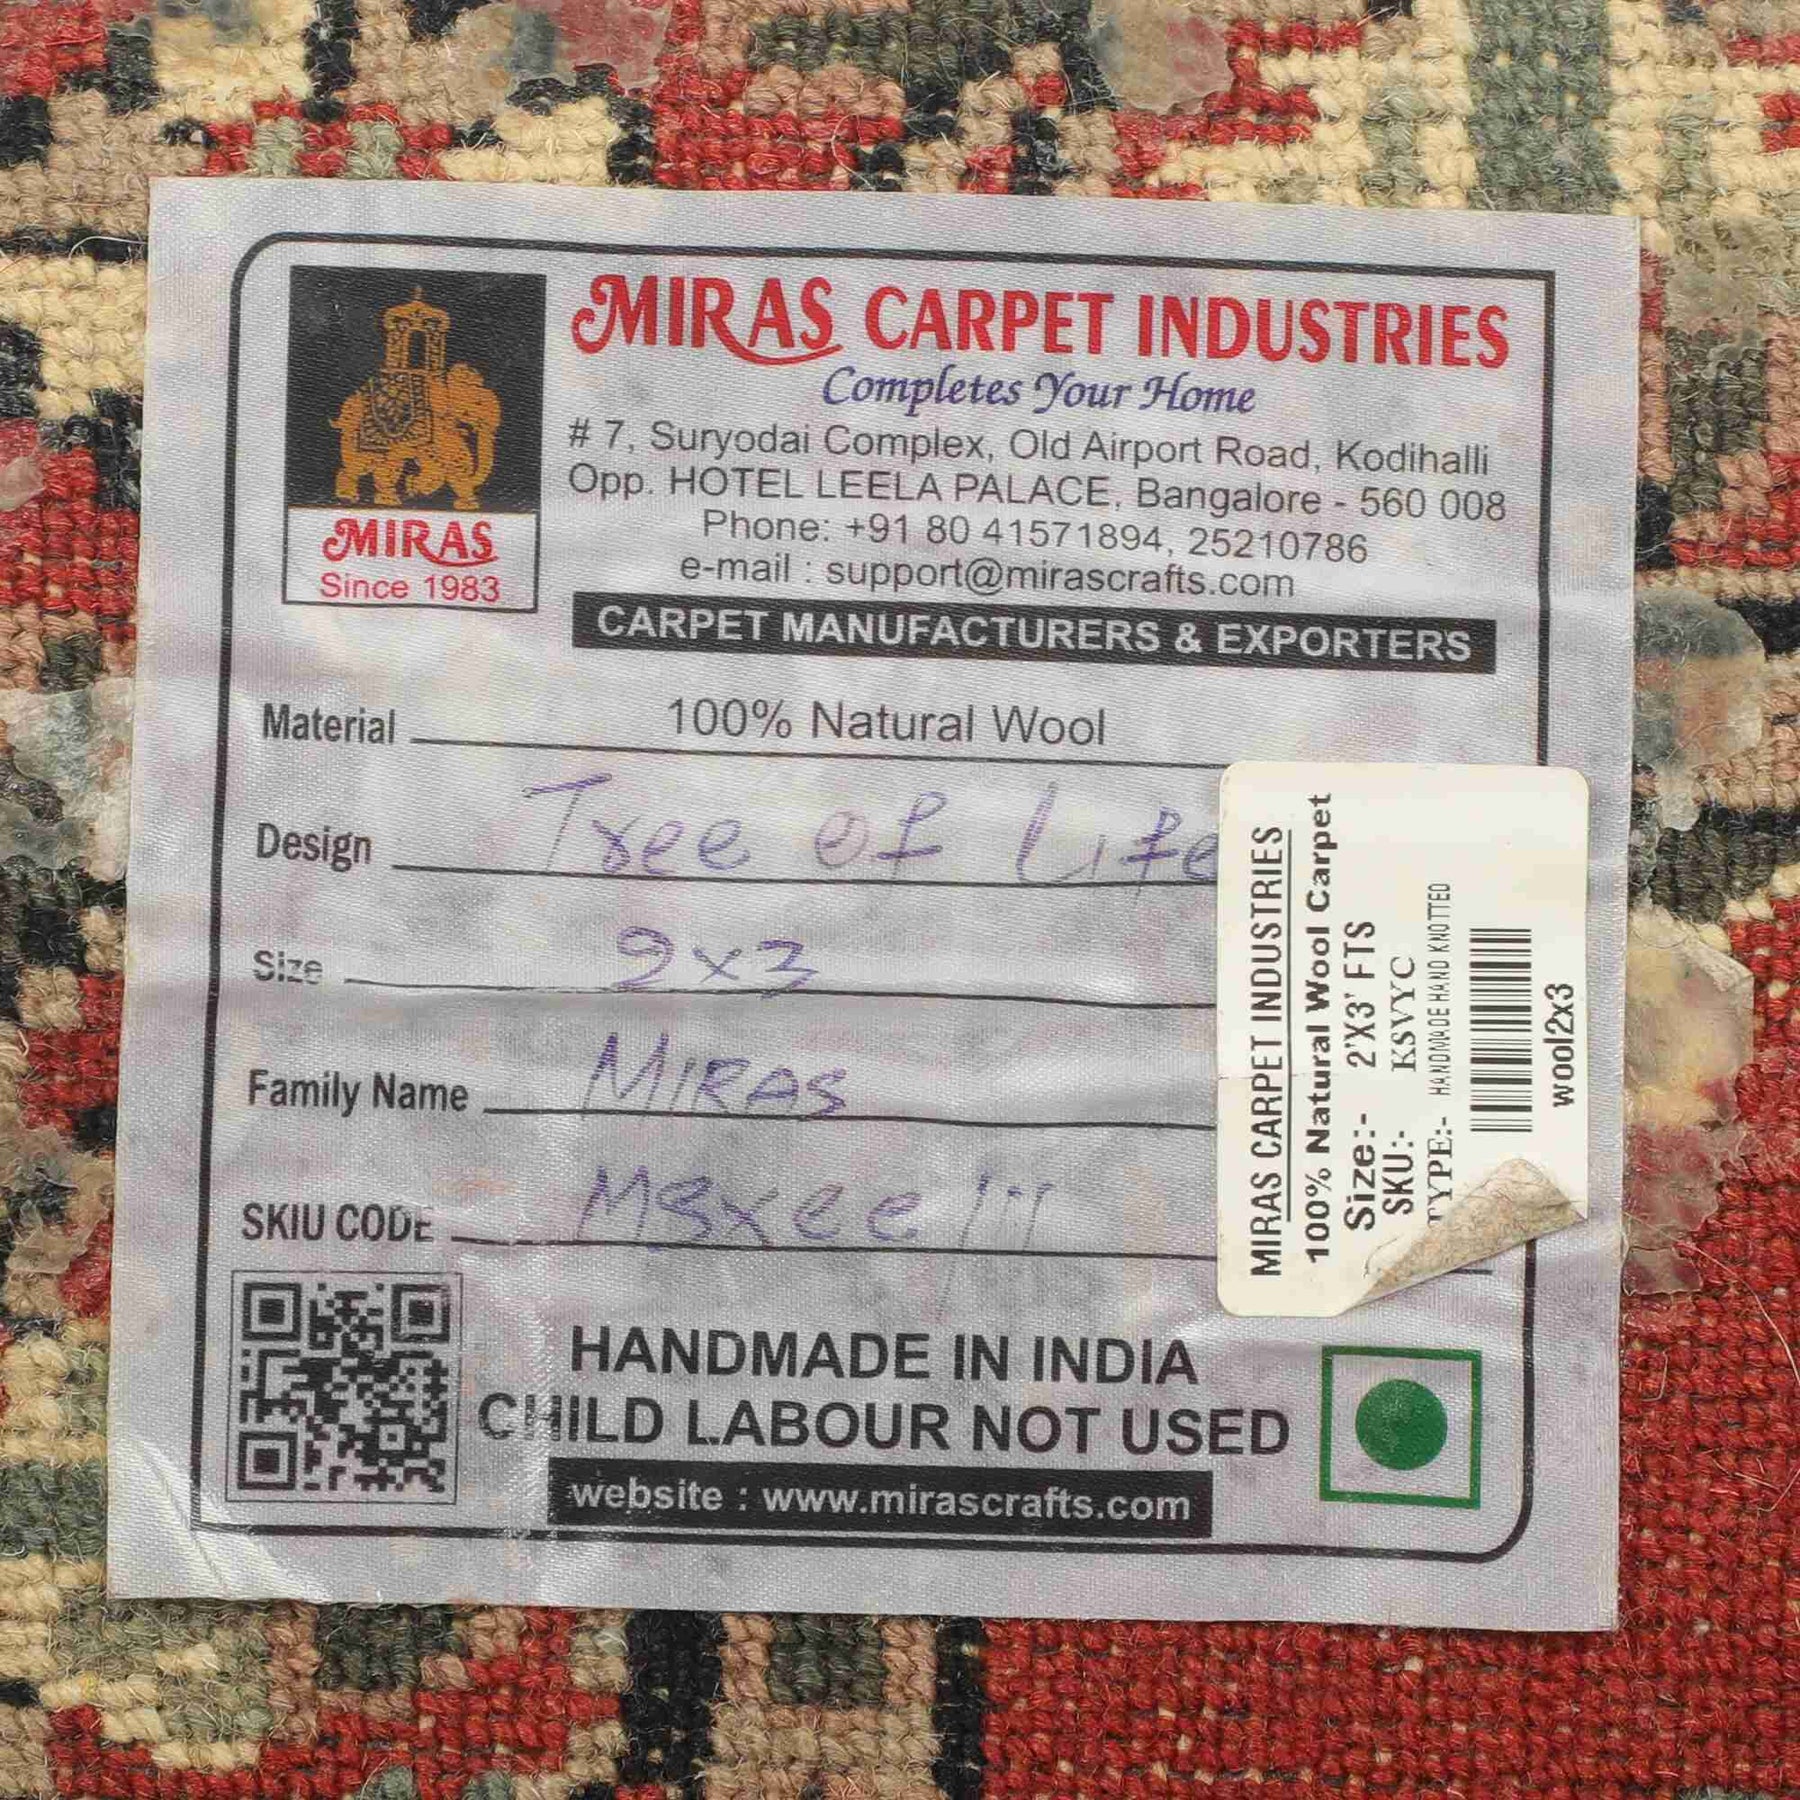 MIRAS CARPET INDUSTRIES
Completes Your Home
# 7, Suryodai Complex, Old Airport Road, Kodihalli
Opp. HOTEL LEELA PALACE, Bangalore - 560 008
Phone: +91 80 41571894, 25210786
e-mail : support@mirascrafts.com
CARPET MANUFACTURERS & EXPORTERS
MIRAS
Since 1983
Material 100% Natural Wool
Design Tree of Life
Size 2x3
Family Name MIRAS
SKIU CODE
HANDMADE IN INDIA
CHILD LABOUR NOT USED
website : www.mirascrafts.com
MIRAS CARPET INDUSTRIES
100% Natural Wool Carpet
Size:- 2'X3' FTS
SKU:- KSVYC
TYPE:- HANDMADE HAND KNOTTED
wool2x3